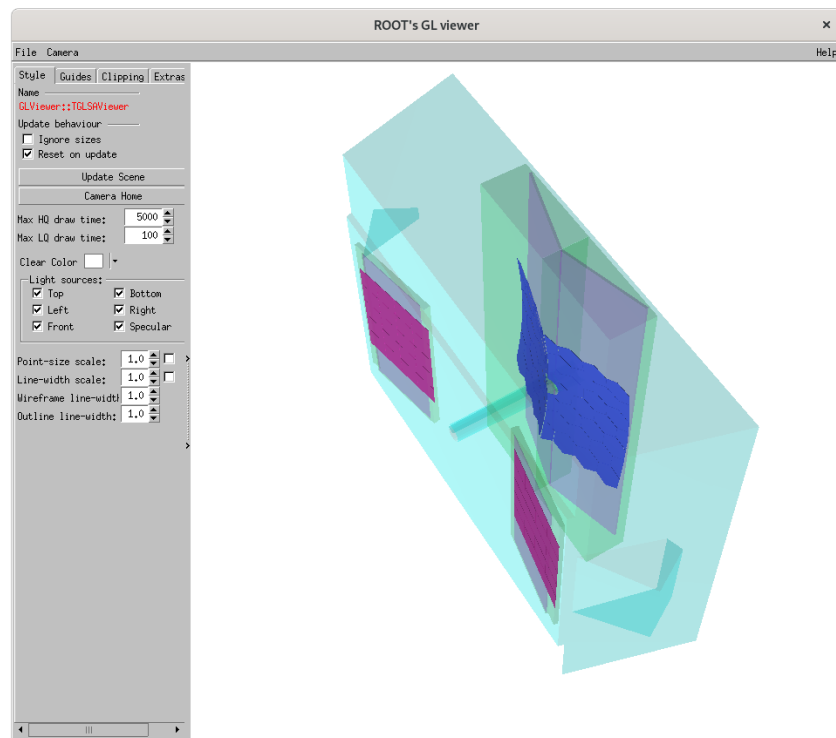 ROOT's GL viewer ×
File Camera Help
Style Guides Clipping Extras
Name
GLViewer::TGLSAViewer
Update behaviour
Ignore sizes
Reset on update
Update Scene
Camera Home
Max HQ draw time: 5000
Max LQ draw time: 100
Clear Color
Light sources:
Top Bottom
Left Right
Front Specular
Point-size scale: 1.0
Line-width scale: 1.0
Wireframe line-widt 1.0
Outline line-width: 1.0